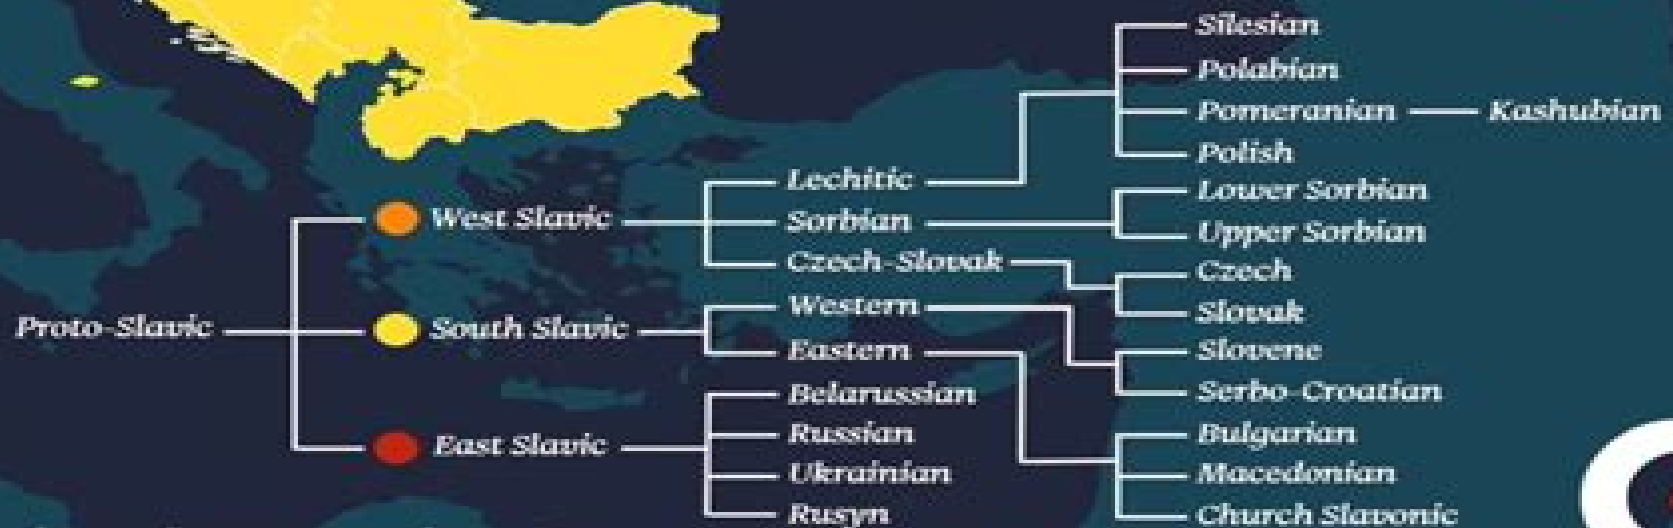 Silesian
Polabian
Pomeranian Kashubian
Polish
Lechitic
Lower Sorbian
West Slavic Sorbian
Upper Sorbian
Czech-Slovak Czech
Western Slovak
Proto-Slavic South Slavic
Eastern Slovene
Belarussian Serbo-Croatian
Russian Bulgarian
East Slavic
Ukrainian Macedonian
Rusyn Church Slavonic